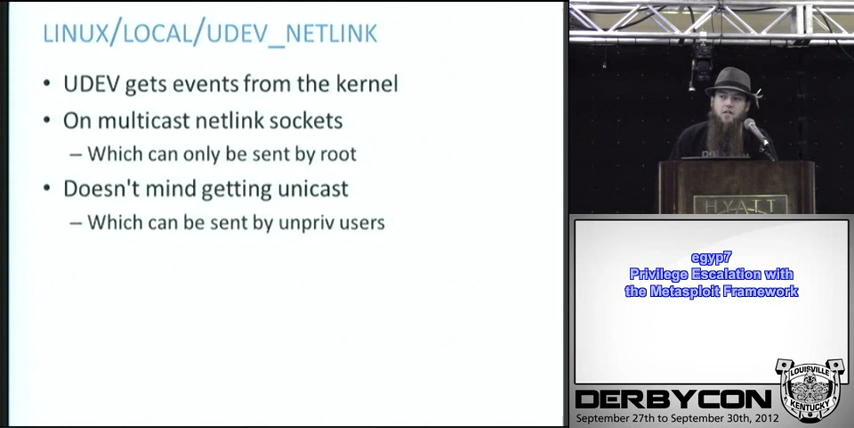 LINUX/LOCAL/UDEV_NETLINK
• UDEV gets events from the kernel
• On multicast netlink sockets
– Which can only be sent by root
• Doesn't mind getting unicast
– Which can be sent by unpriv users
HYATT
egyp7
Privilege Escalation with
the Metasploit Framework
LOUISVILLE
KENTUCKY
DERBYCON
September 27th to September 30th, 2012